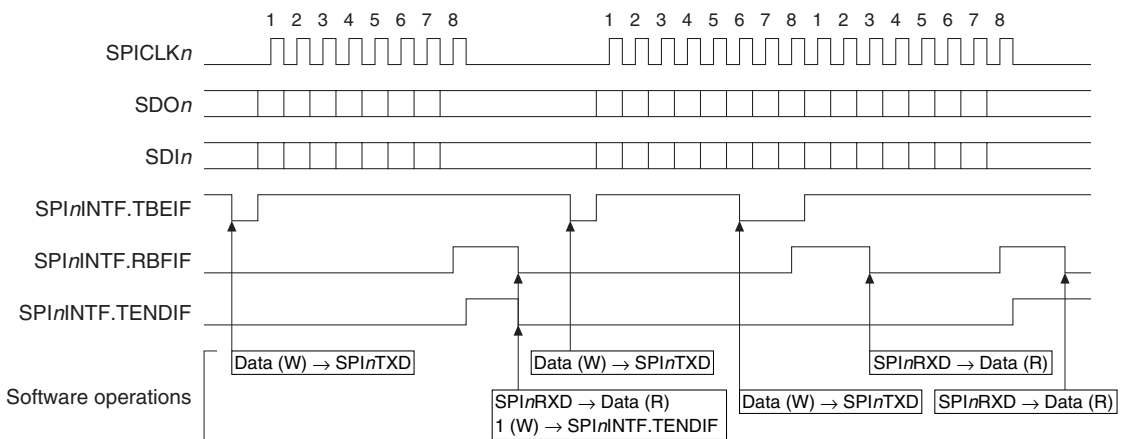 1 2 3 4 5 6 7 8 1 2 3 4 5 6 7 8 1 2 3 4 5 6 7 8
SPICLKn
SDOn
SDIn
SPInINTF.TBEIF
SPInINTF.RBFIF
SPInINTF.TENDIF
Data (W) → SPInTXD
Data (W) → SPInTXD
SPInRXD → Data (R)
Software operations
SPInRXD → Data (R)
1 (W) → SPInINTF.TENDIF
Data (W) → SPInTXD
SPInRXD → Data (R)